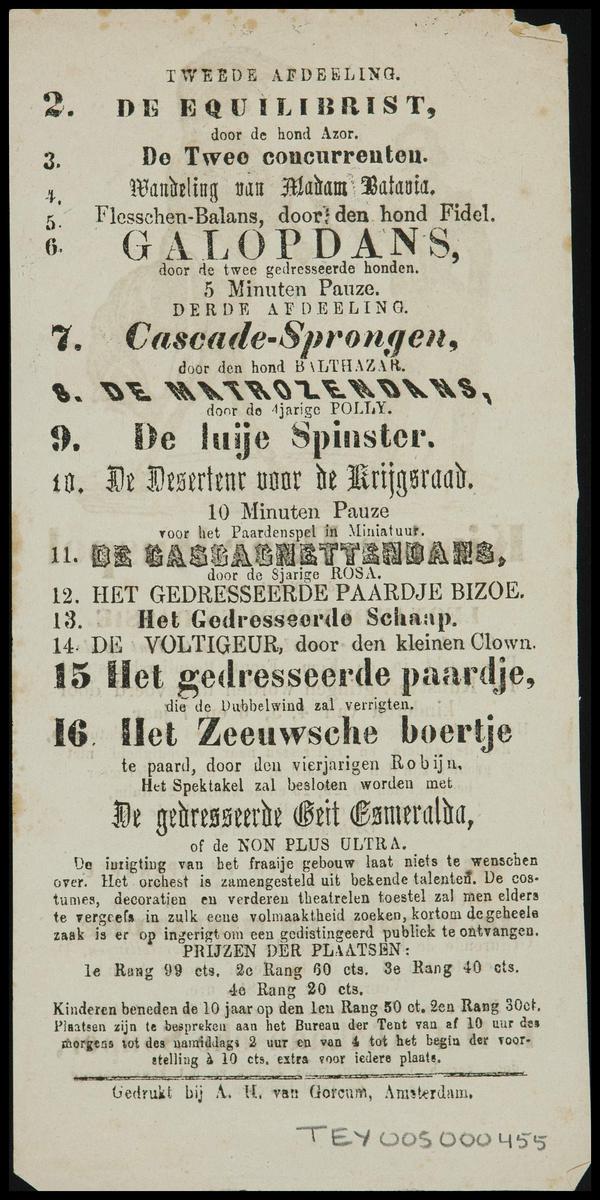 TWEEDE AFDEELING.
2. DE EQUILIBRIST,
door de hond Azor.
3. De Twee concurrenten.
4. Wandeling van Madam Batavia.
5. Flesschen-Balans, door den hond Fidel.
6. GALOPDANS,
door de twee gedresseerde honden.
5 Minuten Pauze.
DERDE AFDEELING.
7. Cascade-Sprongen,
door den hond BALTHAZAR.
8. DE MATROZENDANS,
door de 4jarige POLLY.
9. De luije Spinster.
10. De Deserteur voor de Krijgsraad.
10 Minuten Pauze
voor het Paardenspel in Miniatuur.
11. DE CASCAGNETTENDANS,
door de 8jarige ROSA.
12. HET GEDRESSEERDE PAARDJE BIZOE.
13. Het Gedresseerde Schaap.
14. DE VOLTIGEUR, door den kleinen Clown.
15 Het gedresseerde paardje,
die de Dubbelwind zal verrigten.
16. Het Zeeuwsche boertje
te paard, door den vierjarigen Robijn.
Het Spektakel zal besloten worden met
De gedresseerde Geit Esmeralda,
of de NON PLUS ULTRA.
De inrigting van het fraaije gebouw laat niets te wenschen
over. Het orchest is zamengesteld uit bekende talenten. De cos-
tumes, decoratien en verderen theatrelen toestel zal men elders
te vergeefs in zulk eene volmaaktheid zoeken, kortom de geheele
zaak is er op ingerigt om een gedistingeerd publiek te ontvangen.
PRIJZEN DER PLAATSEN:
1e Rang 99 cts. 2e Rang 60 cts. 3e Rang 40 cts.
4e Rang 20 cts.
Kinderen beneden de 10 jaar op den 1en Rang 50 ct. 2en Rang 30ct.
Plaatsen zijn te bespreken aan het Bureau der Tent van af 10 uur des
morgens tot des namiddags 2 uur en van 4 tot het begin der voor-
stelling à 10 cts. extra voor iedere plaats.
Gedrukt bij A. H. van Gorcum, Amsterdam.
TEY005000455